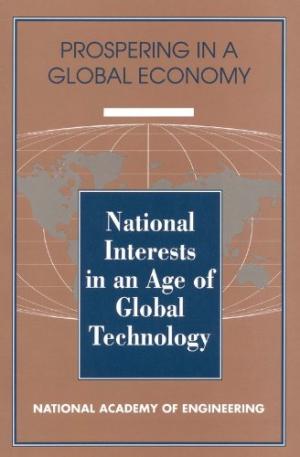 PROSPERING IN A
GLOBAL ECONOMY
National
Interests
in an Age of
Global
Technology
NATIONAL ACADEMY OF ENGINEERING